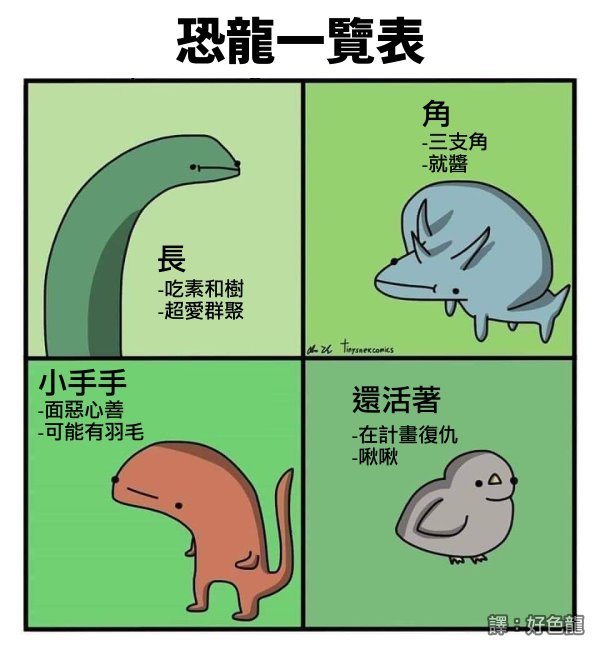 恐龍一覽表
長
-吃素和樹
-超愛群聚
角
-三支角
-就醬
tinysnekcomics
小手手
-面惡心善
-可能有羽毛
還活著
-在計畫復仇
-啾啾
譯：好色龍